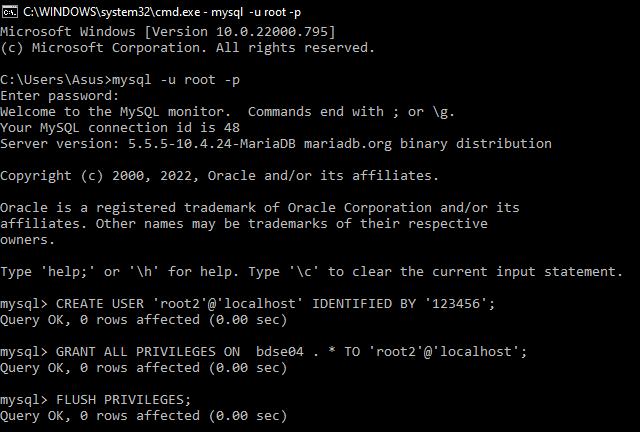 C:\WINDOWS\system32\cmd.exe - mysql -u root -p
Microsoft Windows [Version 10.0.22000.795]
(c) Microsoft Corporation. All rights reserved.
C:\Users\Asus>mysql -u root -p
Enter password:
Welcome to the MySQL monitor.  Commands end with ; or \g.
Your MySQL connection id is 48
Server version: 5.5.5-10.4.24-MariaDB mariadb.org binary distribution
Copyright (c) 2000, 2022, Oracle and/or its affiliates.
Oracle is a registered trademark of Oracle Corporation and/or its
affiliates. Other names may be trademarks of their respective
owners.
Type 'help;' or '\h' for help. Type '\c' to clear the current input statement.
mysql> CREATE USER 'root2'@'localhost' IDENTIFIED BY '123456';
Query OK, 0 rows affected (0.00 sec)
mysql> GRANT ALL PRIVILEGES ON  bdse04 . * TO 'root2'@'localhost';
Query OK, 0 rows affected (0.00 sec)
mysql> FLUSH PRIVILEGES;
Query OK, 0 rows affected (0.00 sec)